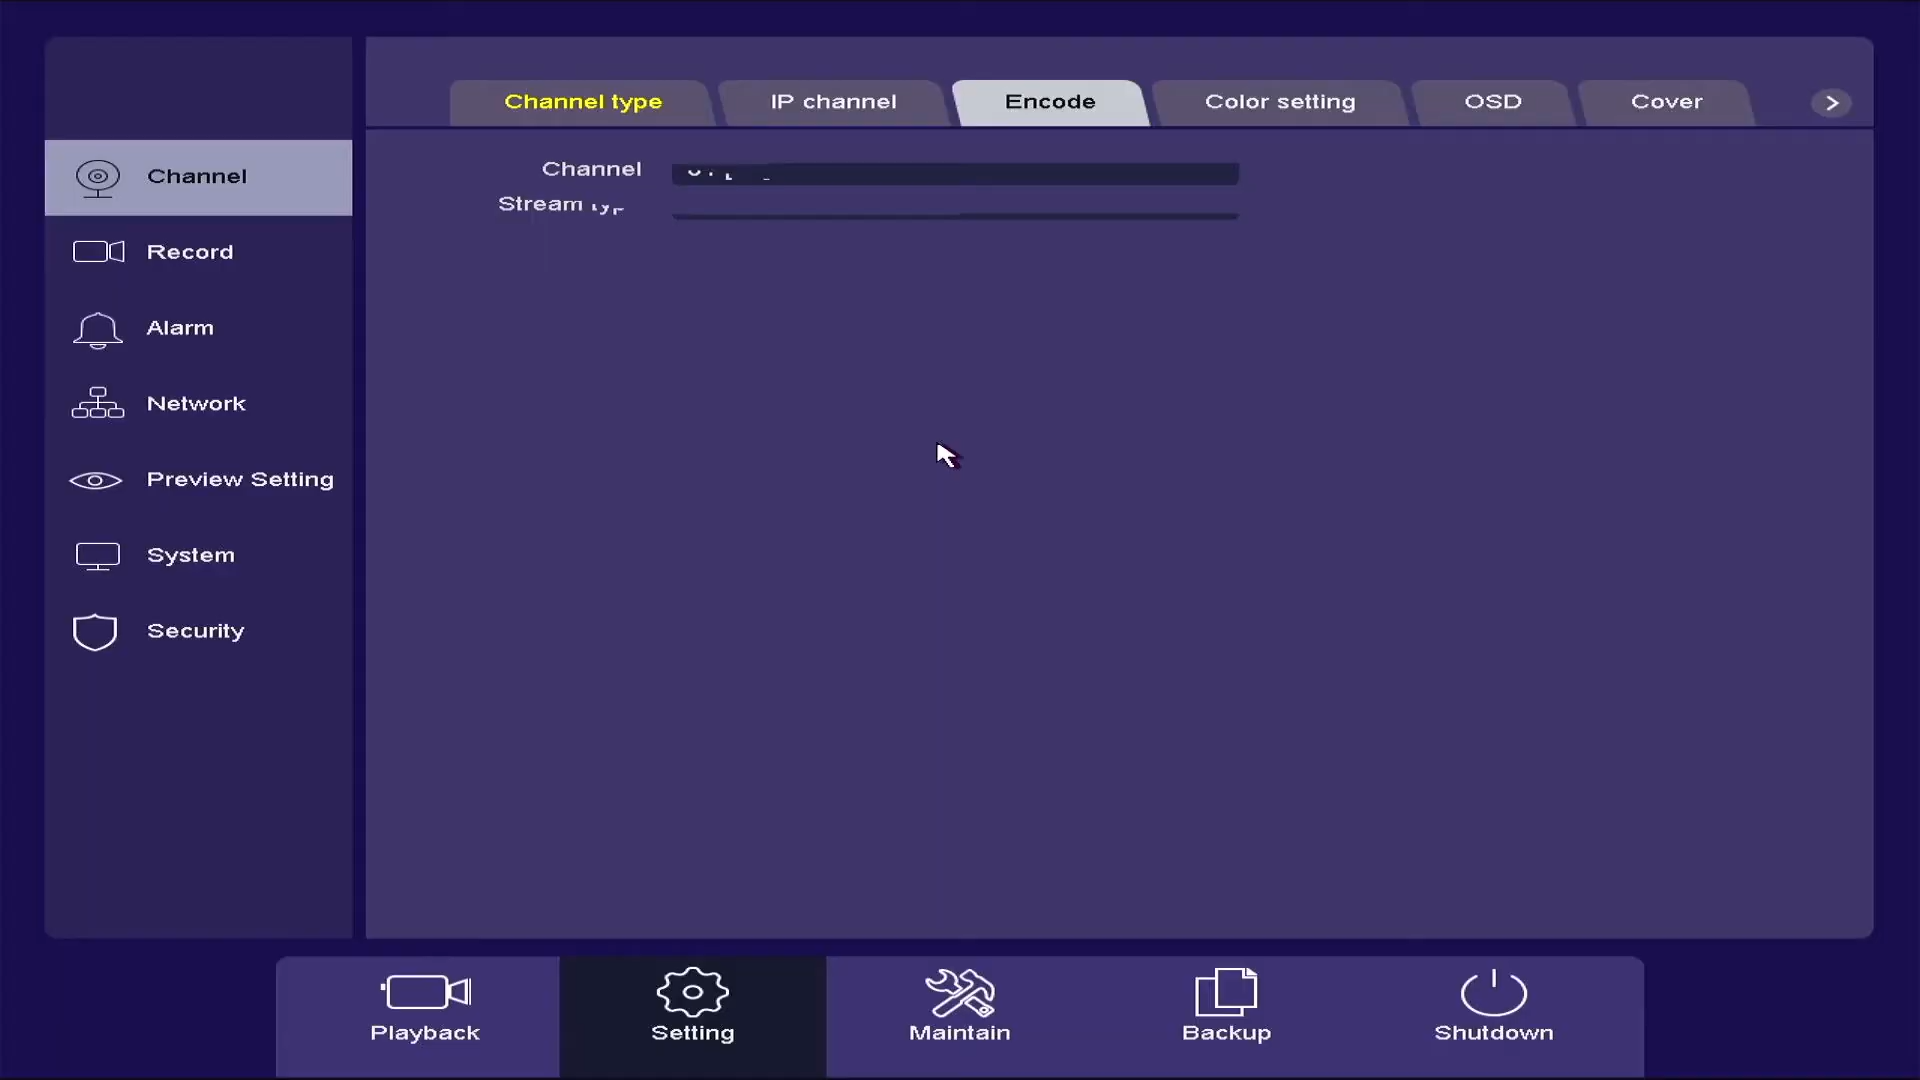 Channel type
IP channel
Encode
Color setting
OSD
Cover
Channel
Channel
Stream
Record
Alarm
Network
Preview Setting
System
Security
Playback
Setting
Maintain
Backup
Shutdown